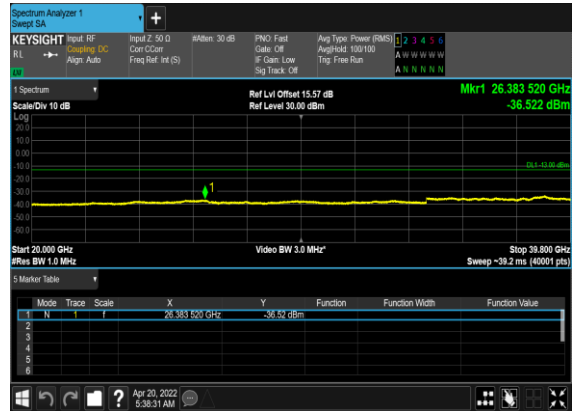 Spectrum Analyzer 1
Swept SA
+
KEYSIGHT Input: RF Input Z: 50 Ω #Atten: 30 dB PNO: Fast Avg Type: Power (RMS) 1 2 3 4 5 6
RL Coupling: DC Corr CCorr Gate: Off Avg|Hold: 100/100 A W W W W W
Align: Auto Freq Ref: Int (S) IF Gain: Low Trig: Free Run
Sig Track: Off A N N N N N
1 Spectrum
Ref Lvl Offset 15.57 dB Mkr1 26.383 520 GHz
Scale/Div 10 dB Ref Level 30.00 dBm -36.522 dBm
Log
20.0
10.0
0.00
-10.0
DL1 -13.00 dBm
-20.0
-30.0
1
-40.0
-50.0
-60.0
Start 20.000 GHz Video BW 3.0 MHz* Stop 39.800 GHz
#Res BW 1.0 MHz Sweep ~39.2 ms (40001 pts)
5 Marker Table
Mode Trace Scale X Y Function Function Width Function Value
1 N 1 f 26.383 520 GHz -36.52 dBm
2
3
4
5
6
? Apr 20, 2022
5:38:31 AM